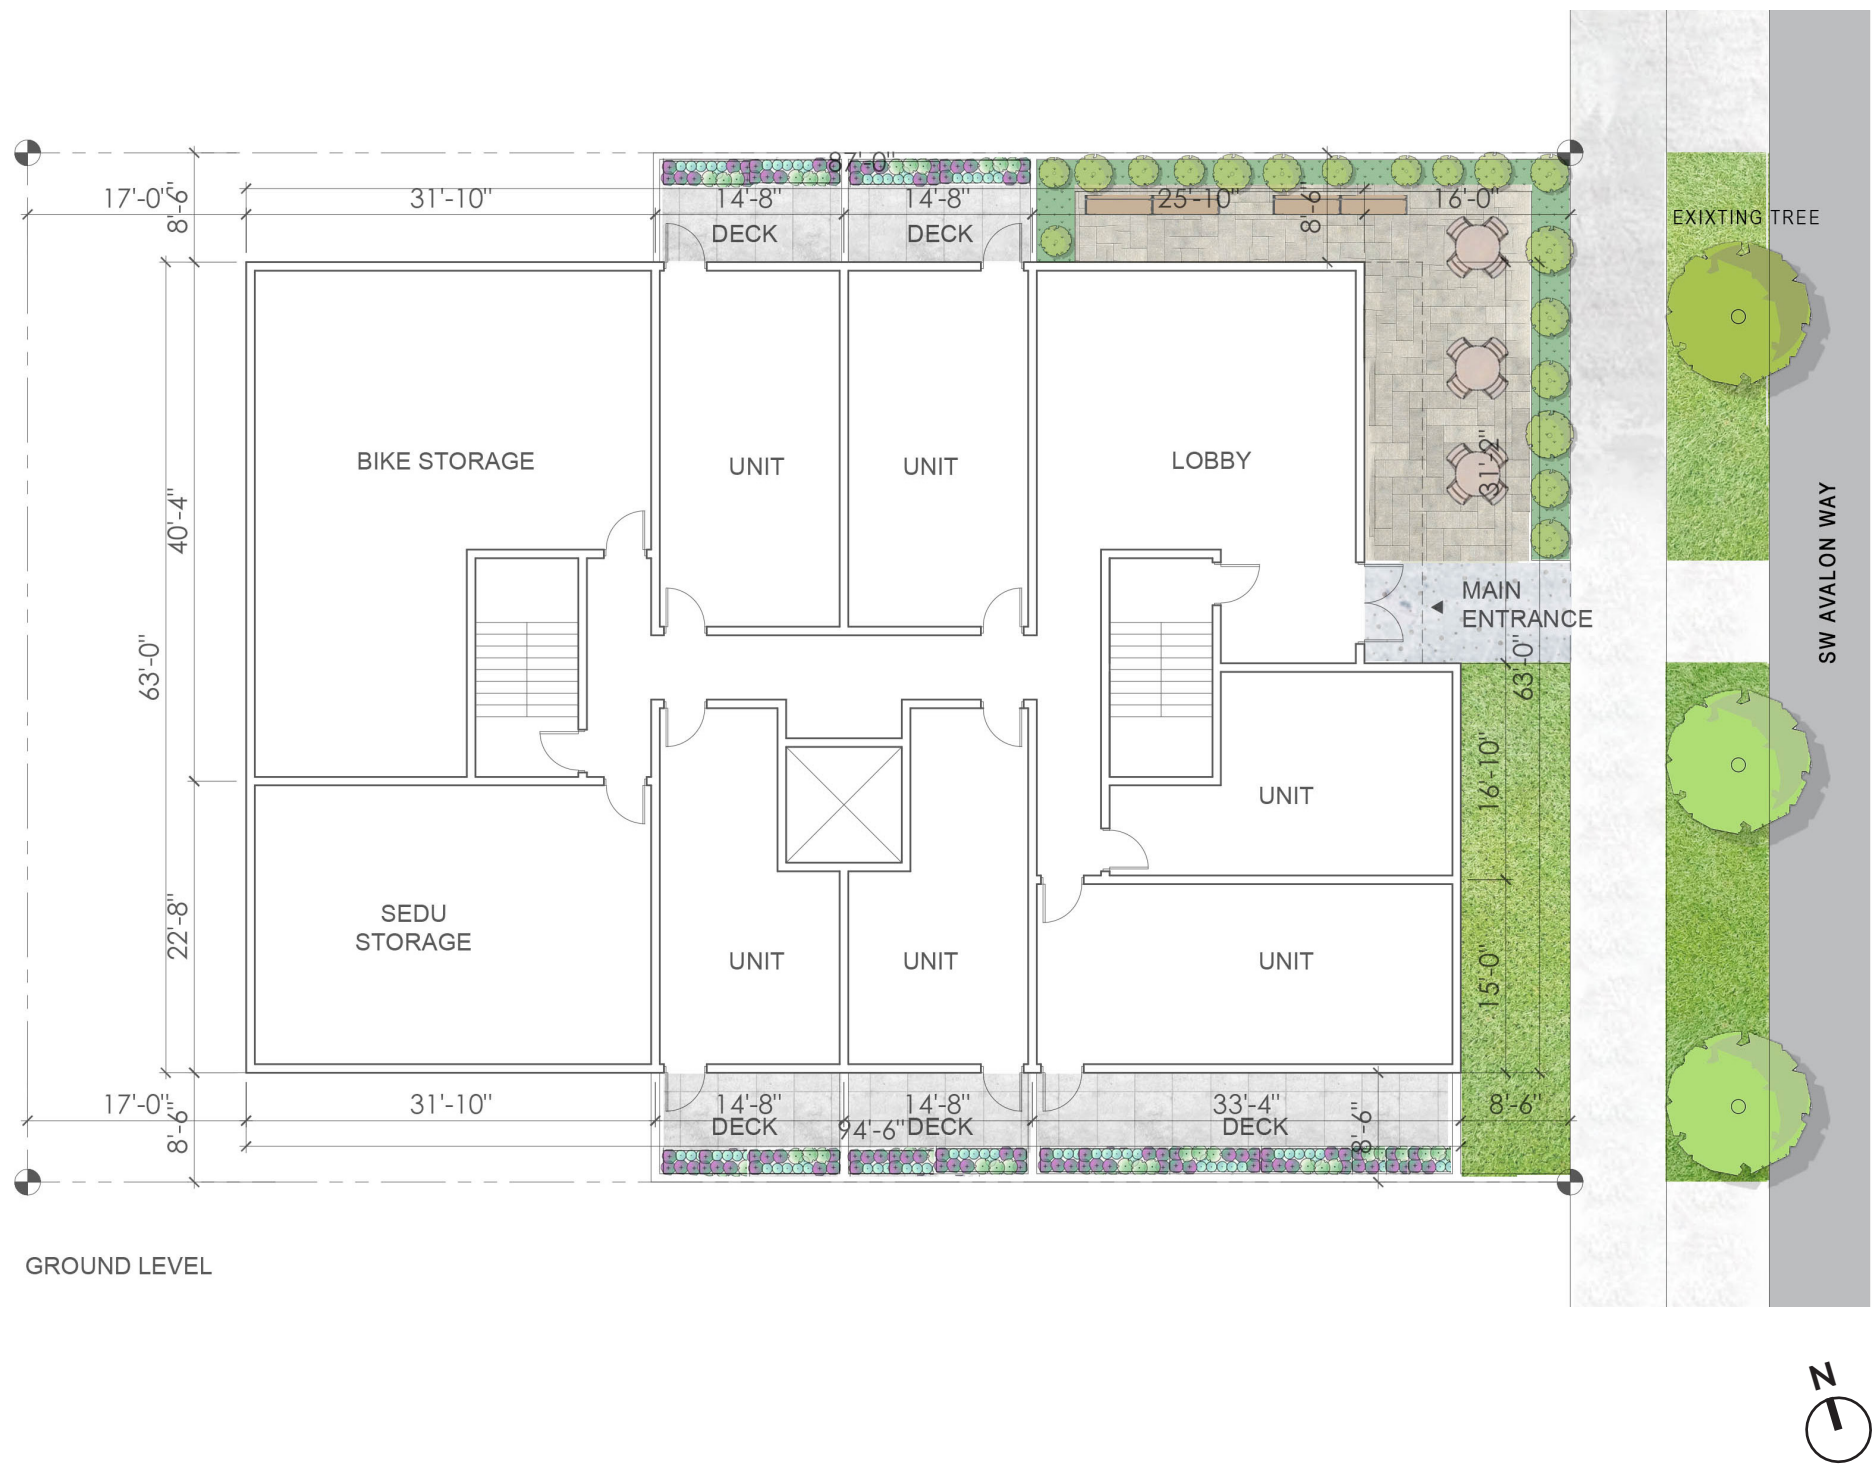 87'-0"
17'-0"
8'-6"
31'-10"
14'-8"
14'-8"
25'-10"
8'-6"
16'-0"
EXIXTING TREE
DECK
DECK
BIKE STORAGE
UNIT
UNIT
LOBBY
31'-2"
40'-4"
SW AVALON WAY
MAIN
ENTRANCE
63'-0"
63'-0"
16'-10"
UNIT
SEDU
STORAGE
22'-8"
UNIT
UNIT
UNIT
15'-0"
17'-0"
8'-6"
31'-10"
14'-8"
14'-8"
33'-4"
8'-6"
8'-6"
DECK
94'-6"
DECK
DECK
GROUND LEVEL
N